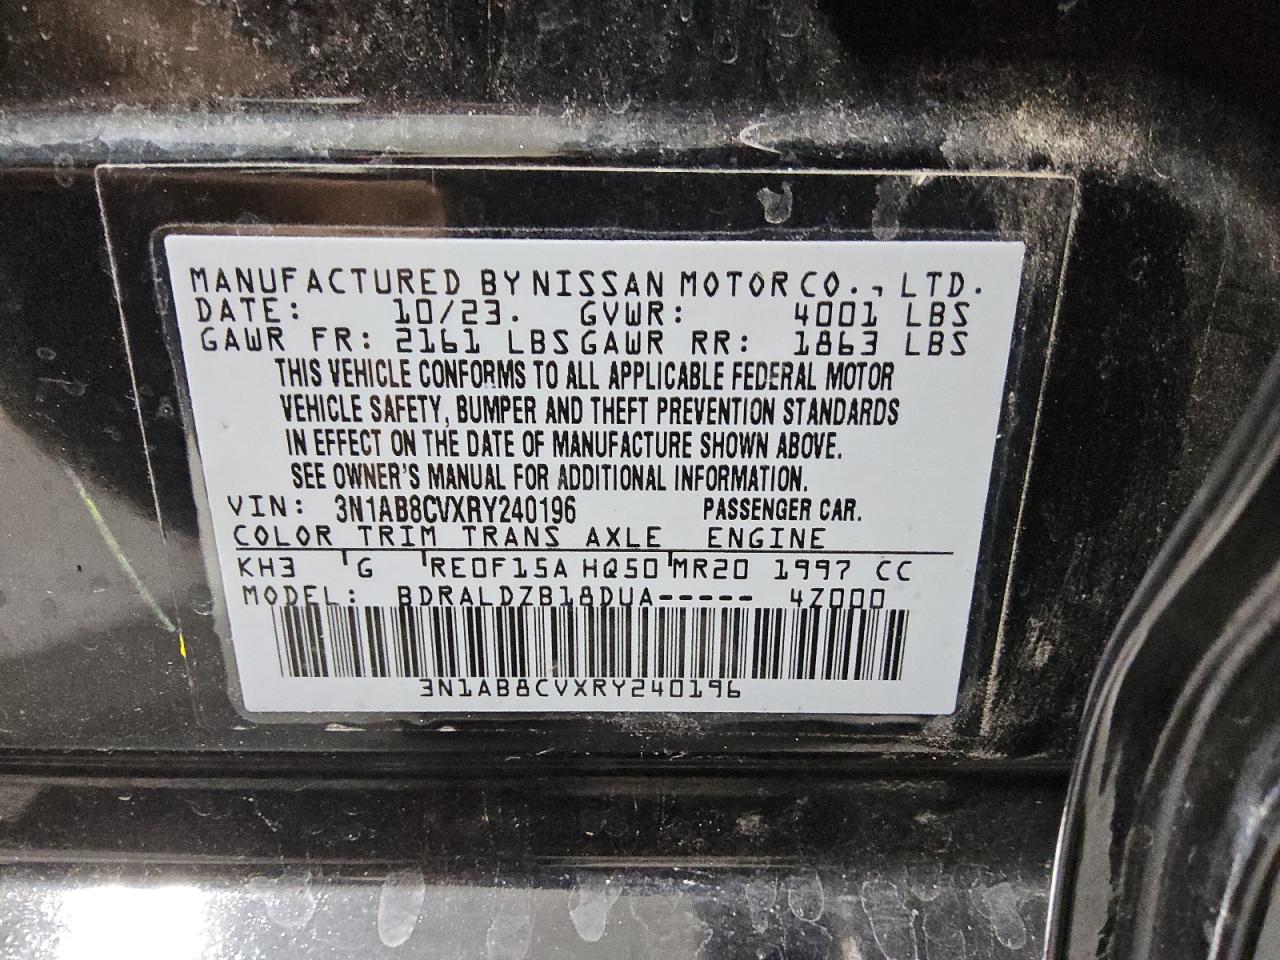 MANUFACTURED BY NISSAN MOTOR CO., LTD.
DATE: 10/23. GVWR: 4001 LBS
GAWR FR: 2161 LBS GAWR RR: 1863 LBS
THIS VEHICLE CONFORMS TO ALL APPLICABLE FEDERAL MOTOR
VEHICLE SAFETY, BUMPER AND THEFT PREVENTION STANDARDS
IN EFFECT ON THE DATE OF MANUFACTURE SHOWN ABOVE.
SEE OWNER'S MANUAL FOR ADDITIONAL INFORMATION.
VIN: 3N1AB8CVXRY240196 PASSENGER CAR.
COLOR TRIM TRANS AXLE ENGINE
KH3 G RE0F15A HQ50 MR20 1997 CC
MODEL: BDRALDZB18DUA----- 4Z000
3N1AB8CVXRY240196